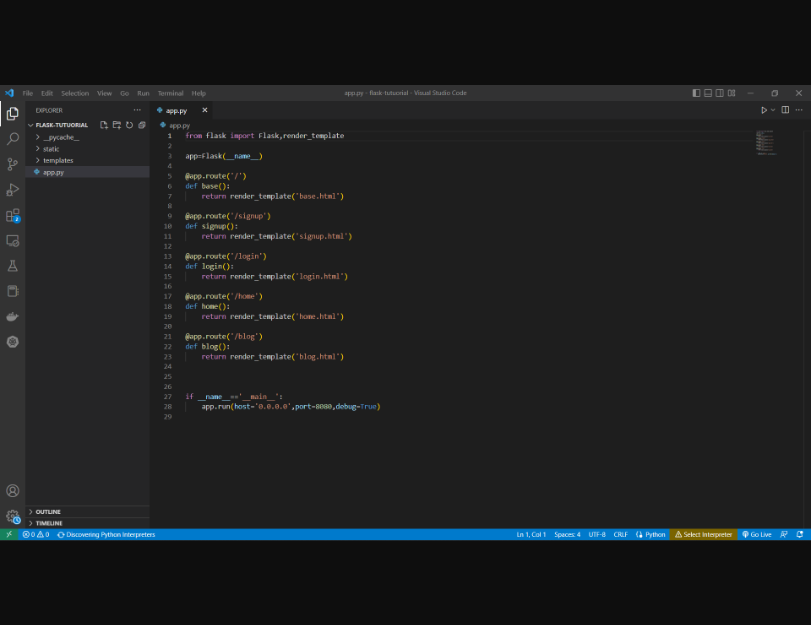 File Edit Selection View Go Run Terminal Help
app.py - flask-tutuorial - Visual Studio Code
EXPLORER
FLASK-TUTUORIAL
__pycache__
static
templates
app.py
app.py
app.py
1 from flask import Flask,render_template
2
3 app=Flask(__name__)
4
5 @app.route('/')
6 def base():
7 return render_template('base.html')
8
9 @app.route('/signup')
10 def signup():
11 return render_template('signup.html')
12
13 @app.route('/login')
14 def login():
15 return render_template('login.html')
16
17 @app.route('/home')
18 def home():
19 return render_template('home.html')
20
21 @app.route('/blog')
22 def blog():
23 return render_template('blog.html')
24
25
26
27 if __name__=='__main__':
28 app.run(host='0.0.0.0',port=8080,debug=True)
29
OUTLINE
TIMELINE
0 0 Discovering Python Interpreters
Ln 1, Col 1 Spaces: 4 UTF-8 CRLF Python Select Interpreter Go Live